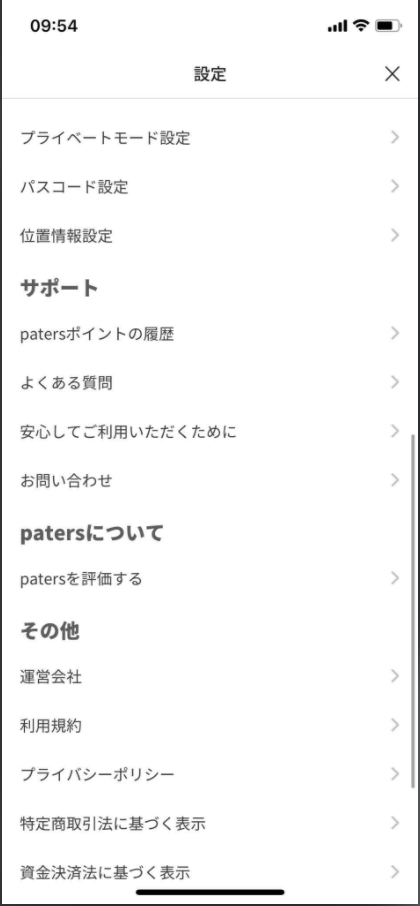 09:54
設定
プライベートモード設定
パスコード設定
位置情報設定
サポート
patersポイントの履歴
よくある質問
安心してご利用いただくために
お問い合わせ
patersについて
patersを評価する
その他
運営会社
利用規約
プライバシーポリシー
特定商取引法に基づく表示
資金決済法に基づく表示